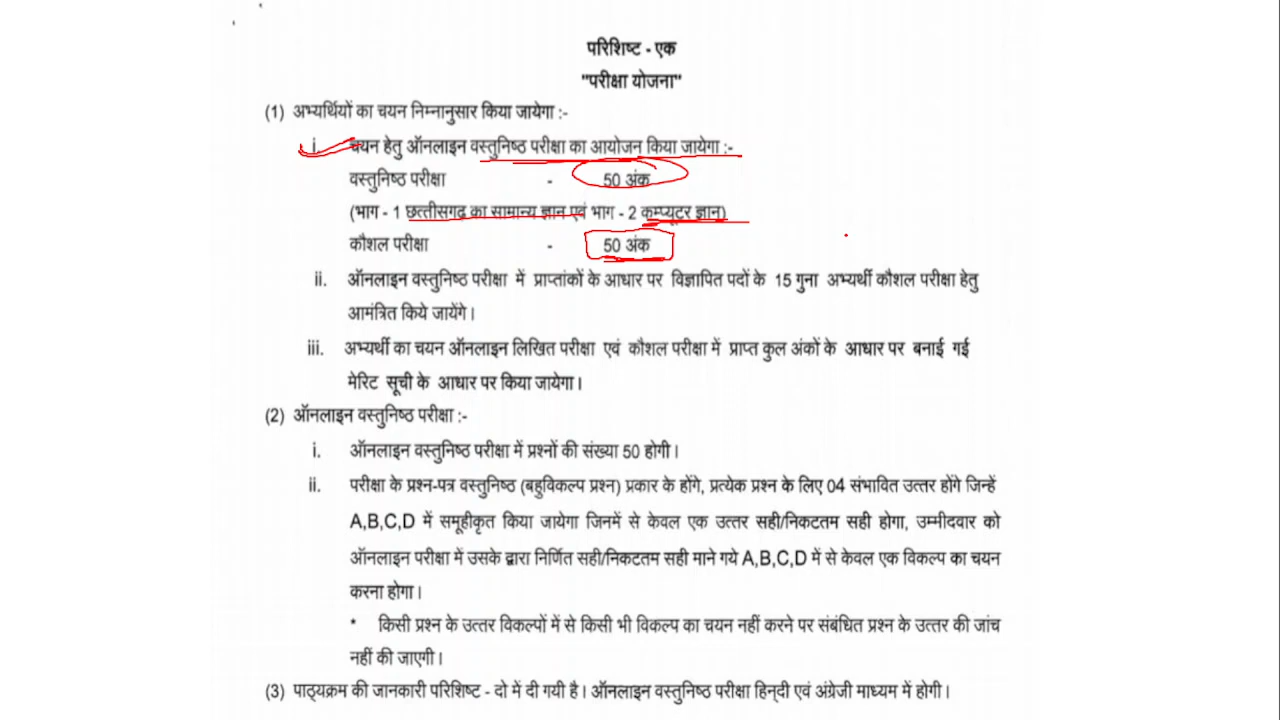 परिशिष्ट - एक
"परीक्षा योजना"
(1) अभ्यर्थियों का चयन निम्नानुसार किया जायेगा :-
i. चयन हेतु ऑनलाइन वस्तुनिष्ठ परीक्षा का आयोजन किया जायेगा :-
वस्तुनिष्ठ परीक्षा - 50 अंक
(भाग - 1 छत्तीसगढ़ का सामान्य ज्ञान एवं भाग - 2 कम्प्यूटर ज्ञान)
कौशल परीक्षा - 50 अंक
ii. ऑनलाइन वस्तुनिष्ठ परीक्षा में प्राप्तांकों के आधार पर विज्ञापित पदों के 15 गुना अभ्यर्थी कौशल परीक्षा हेतु
आमंत्रित किये जायेंगे।
iii. अभ्यर्थी का चयन ऑनलाइन लिखित परीक्षा एवं कौशल परीक्षा में प्राप्त कुल अंकों के आधार पर बनाई गई
मेरिट सूची के आधार पर किया जायेगा।
(2) ऑनलाइन वस्तुनिष्ठ परीक्षा :-
i. ऑनलाइन वस्तुनिष्ठ परीक्षा में प्रश्नों की संख्या 50 होगी।
ii. परीक्षा के प्रश्न-पत्र वस्तुनिष्ठ (बहुविकल्प प्रश्न) प्रकार के होंगे, प्रत्येक प्रश्न के लिए 04 संभावित उत्तर होंगे जिन्हें
A,B,C,D में समूहीकृत किया जायेगा जिनमें से केवल एक उत्तर सही/निकटतम सही होगा, उम्मीदवार को
ऑनलाइन परीक्षा में उसके द्वारा निर्णित सही/निकटतम सही माने गये A,B,C,D में से केवल एक विकल्प का चयन
करना होगा।
* किसी प्रश्न के उत्तर विकल्पों में से किसी भी विकल्प का चयन नहीं करने पर संबंधित प्रश्न के उत्तर की जांच
नहीं की जाएगी।
(3) पाठ्यक्रम की जानकारी परिशिष्ट - दो में दी गयी है। ऑनलाइन वस्तुनिष्ठ परीक्षा हिन्दी एवं अंग्रेजी माध्यम में होगी।